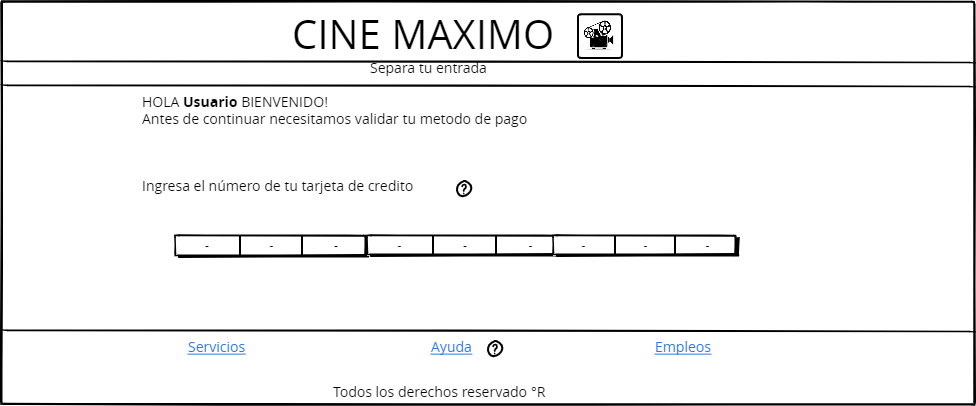 CINE MAXIMO
Separa tu entrada
HOLA Usuario BIENVENIDO!
Antes de continuar necesitamos validar tu metodo de pago
Ingresa el número de tu tarjeta de credito ?
- - - - - - - - -
Servicios Ayuda ? Empleos
Todos los derechos reservado °R